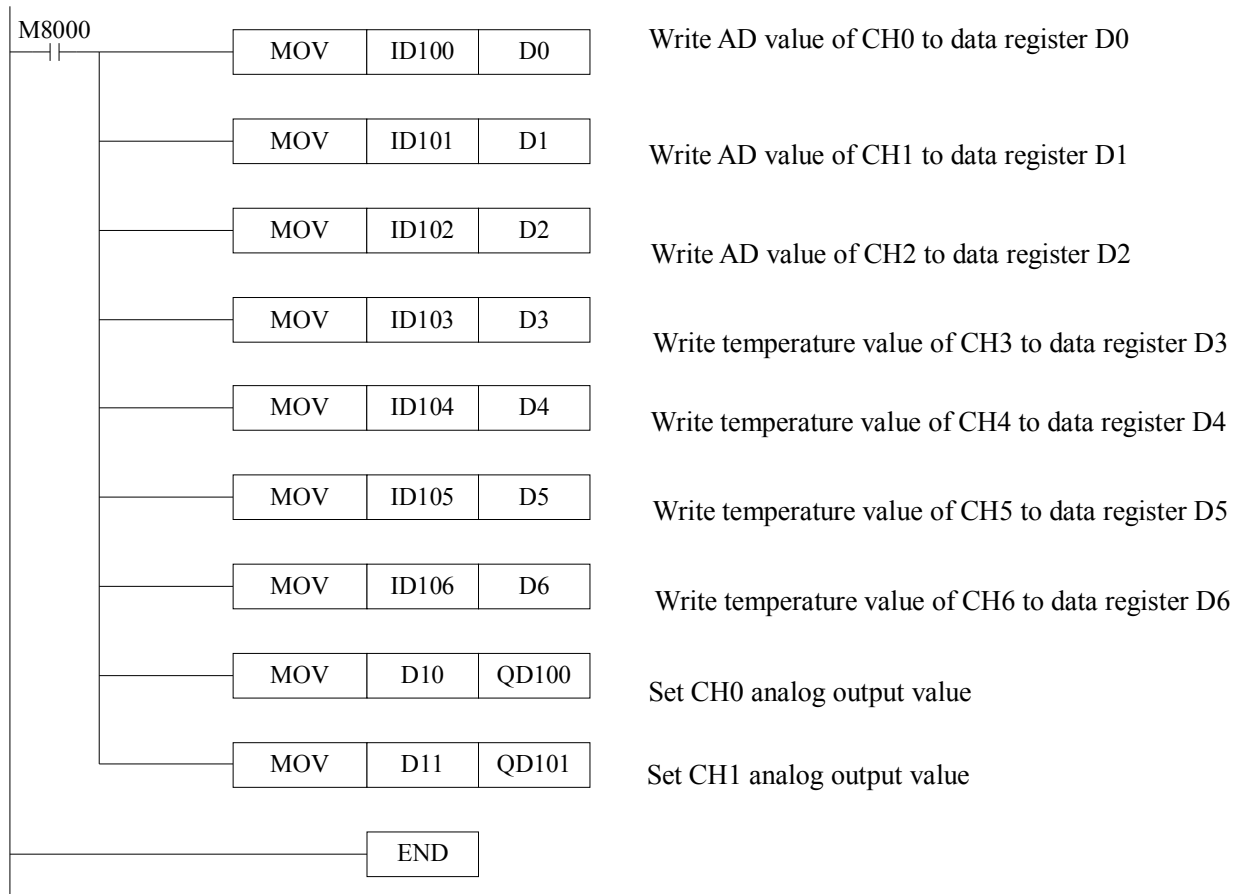 M8000
MOV ID100 D0 Write AD value of CH0 to data register D0
MOV ID101 D1 Write AD value of CH1 to data register D1
MOV ID102 D2 Write AD value of CH2 to data register D2
MOV ID103 D3 Write temperature value of CH3 to data register D3
MOV ID104 D4 Write temperature value of CH4 to data register D4
MOV ID105 D5 Write temperature value of CH5 to data register D5
MOV ID106 D6 Write temperature value of CH6 to data register D6
MOV D10 QD100 Set CH0 analog output value
MOV D11 QD101 Set CH1 analog output value
END